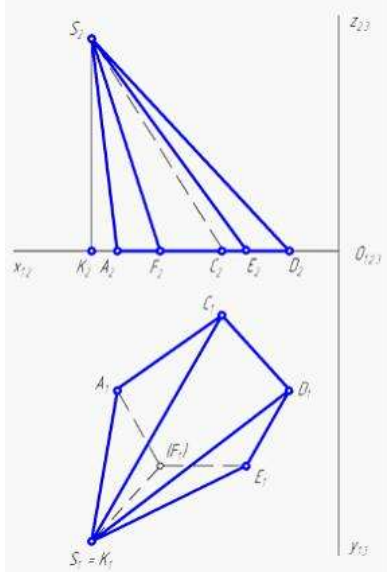 S₂
z₂₃
x₁₂ K₂ A₂ F₂ C₂ E₂ D₂ O₁₂₃
C₁
A₁ D₁
(F₁)
E₁
S₁ = K₁
y₁₃